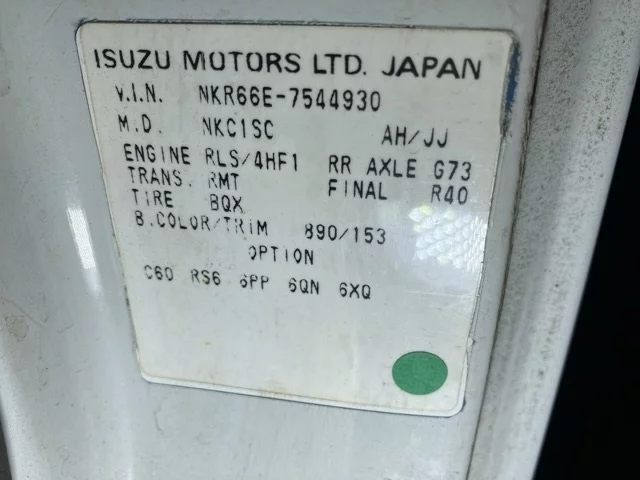 ISUZU MOTORS LTD. JAPAN
V.I.N. NKR66E-7544930
M.D. NKC1SC AH/JJ
ENGINE RLS/4HF1 RR AXLE G73
TRANS. RMT FINAL R40
TIRE BQX
B.COLOR/TRIM 890/153
OPTION
C60 RS6 6PP 6QN 6XQ